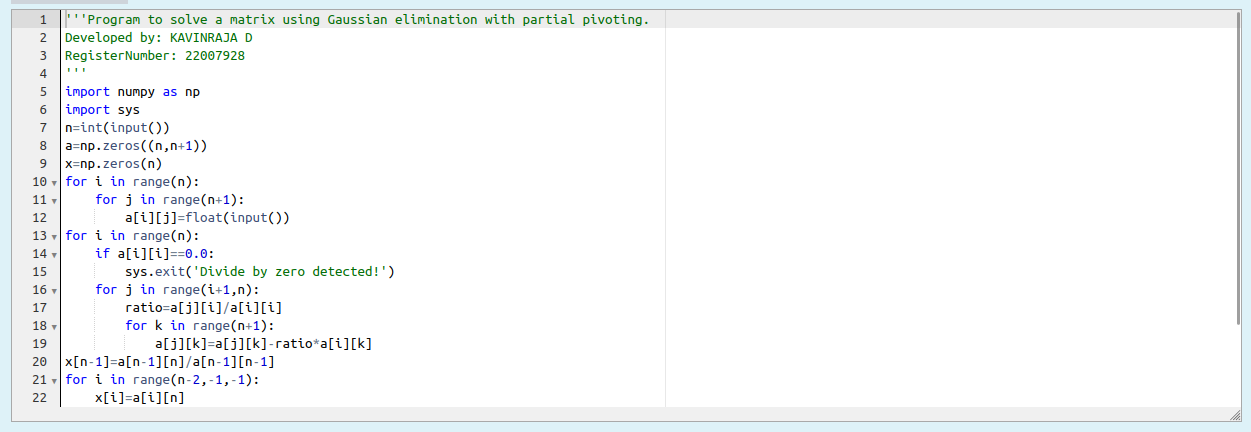 1 '''Program to solve a matrix using Gaussian elimination with partial pivoting.
2 Developed by: KAVINRAJA D
3 RegisterNumber: 22007928
4 '''
5 import numpy as np
6 import sys
7 n=int(input())
8 a=np.zeros((n,n+1))
9 x=np.zeros(n)
10 for i in range(n):
11     for j in range(n+1):
12         a[i][j]=float(input())
13 for i in range(n):
14     if a[i][i]==0.0:
15         sys.exit('Divide by zero detected!')
16     for j in range(i+1,n):
17         ratio=a[j][i]/a[i][i]
18         for k in range(n+1):
19             a[j][k]=a[j][k]-ratio*a[i][k]
20 x[n-1]=a[n-1][n]/a[n-1][n-1]
21 for i in range(n-2,-1,-1):
22     x[i]=a[i][n]